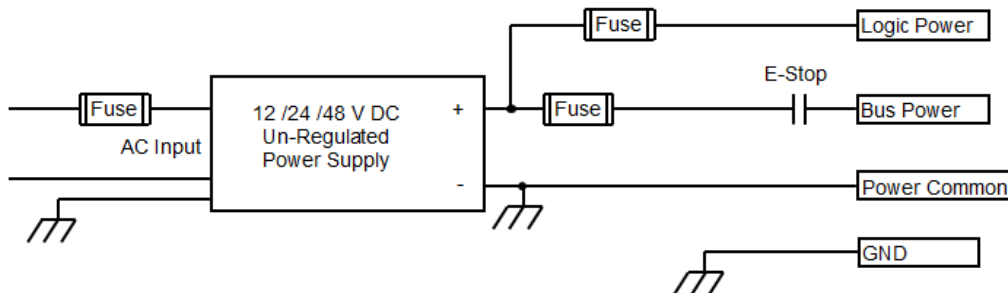 Fuse
Logic Power
E-Stop
Fuse
12 /24 /48 V DC
Un-Regulated
Power Supply
+
Fuse
Bus Power
AC Input
-
Power Common
GND